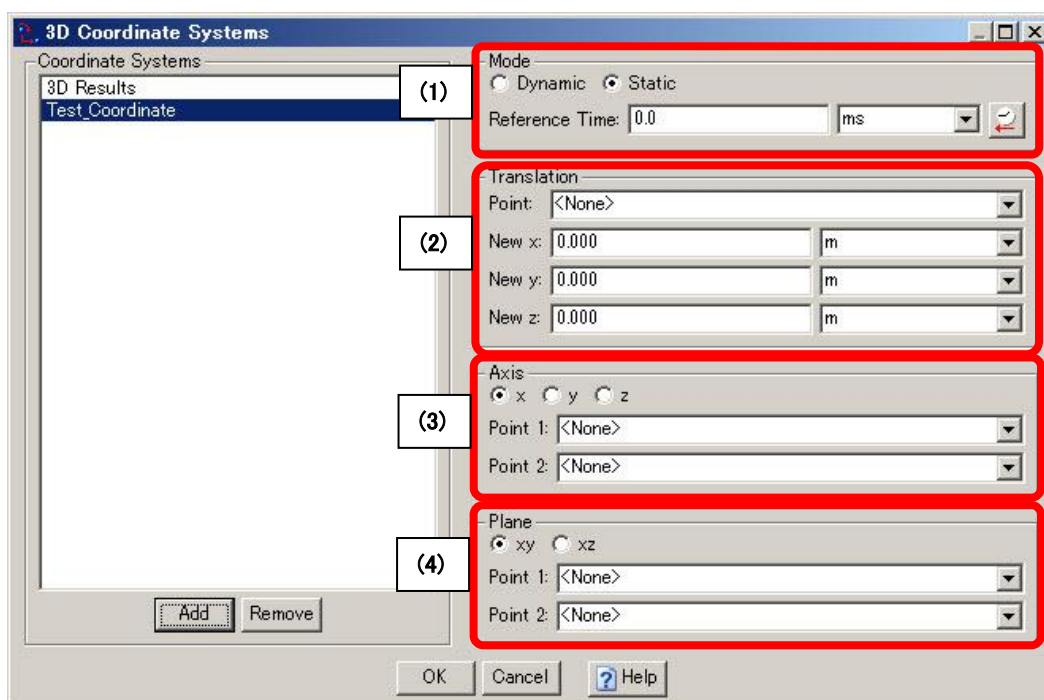 3D Coordinate Systems
Coordinate Systems
3D Results
Test_Coordinate
Add Remove
(1)
Mode
Dynamic Static
Reference Time: 0.0 ms
(2)
Translation
Point: <None>
New x: 0.000 m
New y: 0.000 m
New z: 0.000 m
(3)
Axis
x y z
Point 1: <None>
Point 2: <None>
(4)
Plane
xy xz
Point 1: <None>
Point 2: <None>
OK Cancel ? Help